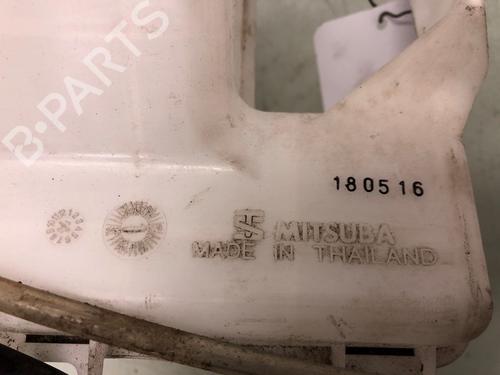 B-PARTS
180516
MITSUBA
MADE IN THAILAND